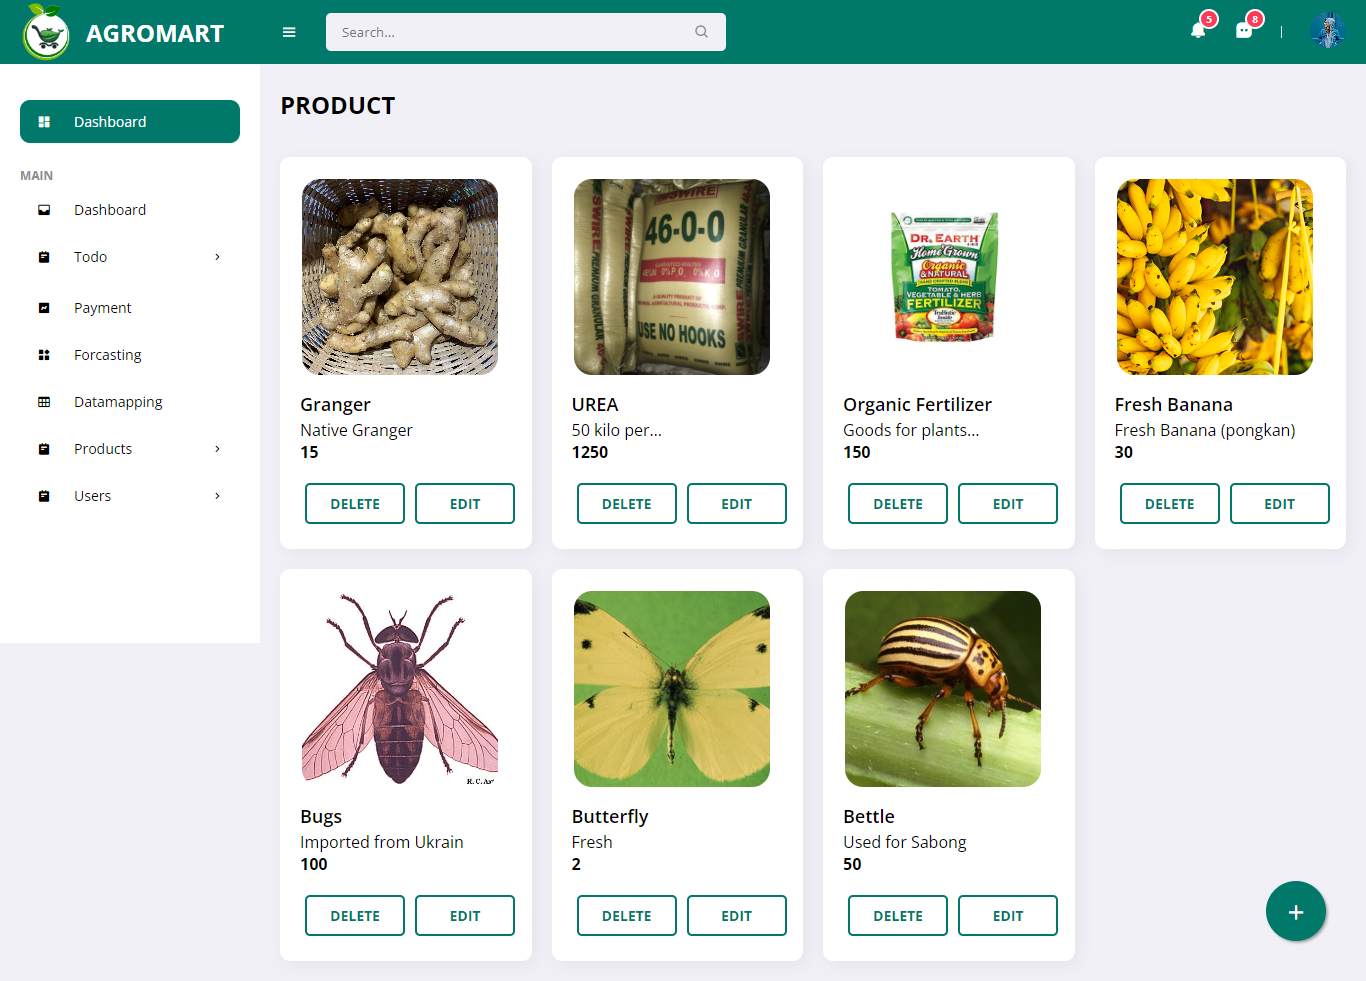 AGROMART
Search...
5
8
|
Dashboard
MAIN
Dashboard
Todo
Payment
Forcasting
Datamapping
Products
Users
PRODUCT
SWIRE
46-0-0
USE NO HOOKS
DR. EARTH
Home Grown
Organic
& NATURAL
TOMATO,
VEGETABLE & HERB
FERTILIZER
Granger
Native Granger
15
DELETE
EDIT
UREA
50 kilo per...
1250
DELETE
EDIT
Organic Fertilizer
Goods for plants...
150
DELETE
EDIT
Fresh Banana
Fresh Banana (pongkan)
30
DELETE
EDIT
R. C. As
Bugs
Imported from Ukrain
100
DELETE
EDIT
Butterfly
Fresh
2
DELETE
EDIT
Bettle
Used for Sabong
50
DELETE
EDIT
+